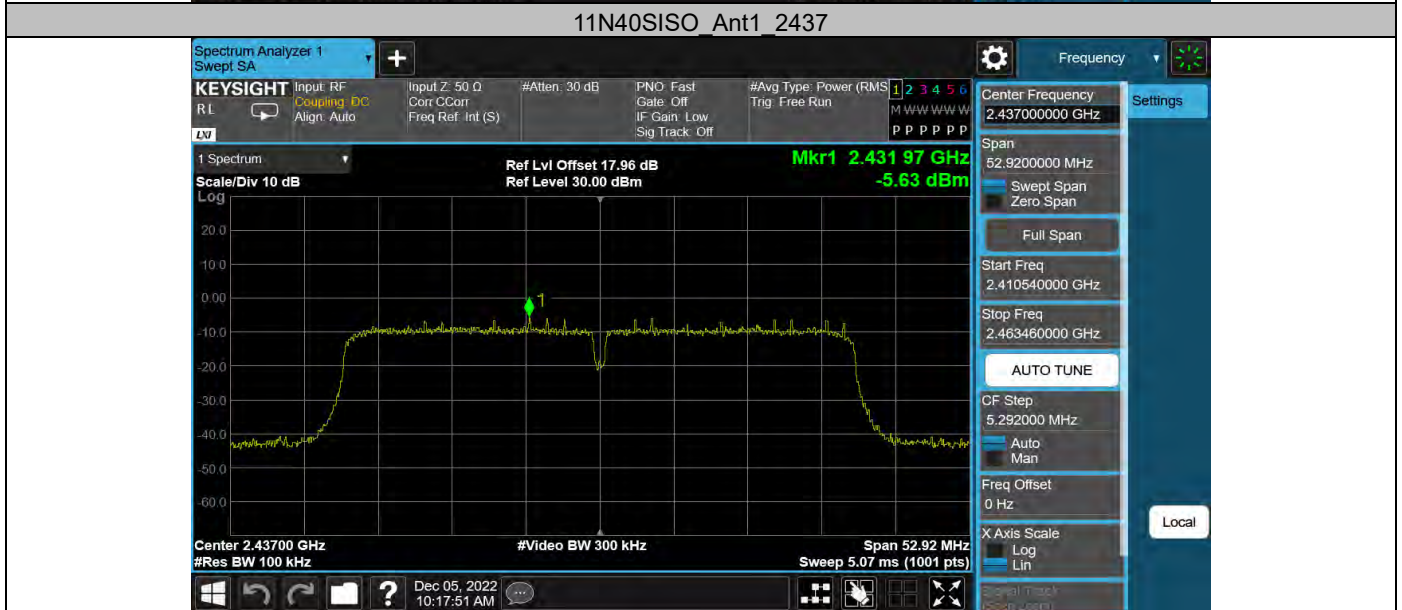 11N40SISO_Ant1_2437
Spectrum Analyzer 1
Swept SA
Frequency
KEYSIGHT
Input: RF
Input Z: 50 Ω
#Atten: 30 dB
PNO: Fast
#Avg Type: Power (RMS
1 2 3 4 5 6
R L
Coupling: DC
Corr CCorr
Gate: Off
Trig: Free Run
M W W W W W
Align: Auto
Freq Ref: Int (S)
IF Gain: Low
LXI
Sig Track: Off
P P P P P P
Center Frequency
2.437000000 GHz
Settings
1 Spectrum
Ref Lvl Offset 17.96 dB
Mkr1 2.431 97 GHz
Scale/Div 10 dB
Ref Level 30.00 dBm
-5.63 dBm
Log
20.0
10.0
0.00
-10.0
-20.0
-30.0
-40.0
-50.0
-60.0
1
Center 2.43700 GHz
#Video BW 300 kHz
Span 52.92 MHz
#Res BW 100 kHz
Sweep 5.07 ms (1001 pts)
Span
52.9200000 MHz
Swept Span
Zero Span
Full Span
Start Freq
2.410540000 GHz
Stop Freq
2.463460000 GHz
AUTO TUNE
CF Step
5.292000 MHz
Auto
Man
Freq Offset
0 Hz
X Axis Scale
Log
Lin
Local
Signal Track
?
Dec 05, 2022
10:17:51 AM